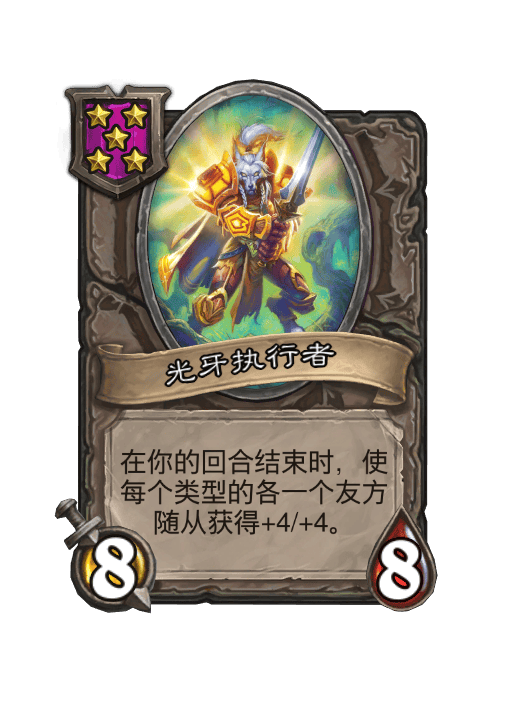 光牙执行者
在你的回合结束时，使
每个类型的各一个友方
随从获得+4/+4。
8
8